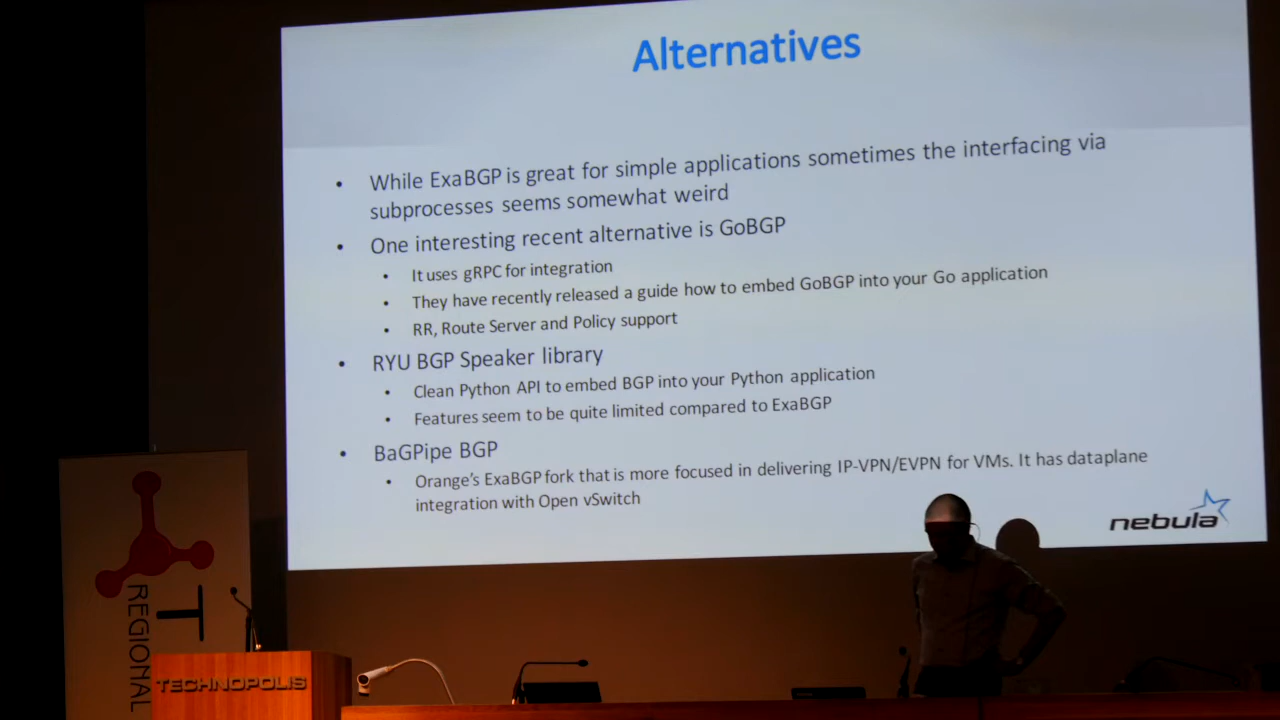 Alternatives
• While ExaBGP is great for simple applications sometimes the interfacing via
subprocesses seems somewhat weird
• One interesting recent alternative is GoBGP
• It uses gRPC for integration
• They have recently released a guide how to embed GoBGP into your Go application
• RR, Route Server and Policy support
• RYU BGP Speaker library
• Clean Python API to embed BGP into your Python application
• Features seem to be quite limited compared to ExaBGP
• BaGPipe BGP
• Orange's ExaBGP fork that is more focused in delivering IP-VPN/EVPN for VMs. It has dataplane
integration with Open vSwitch
nebula
T
REGIONAL
TECHNOPOLIS